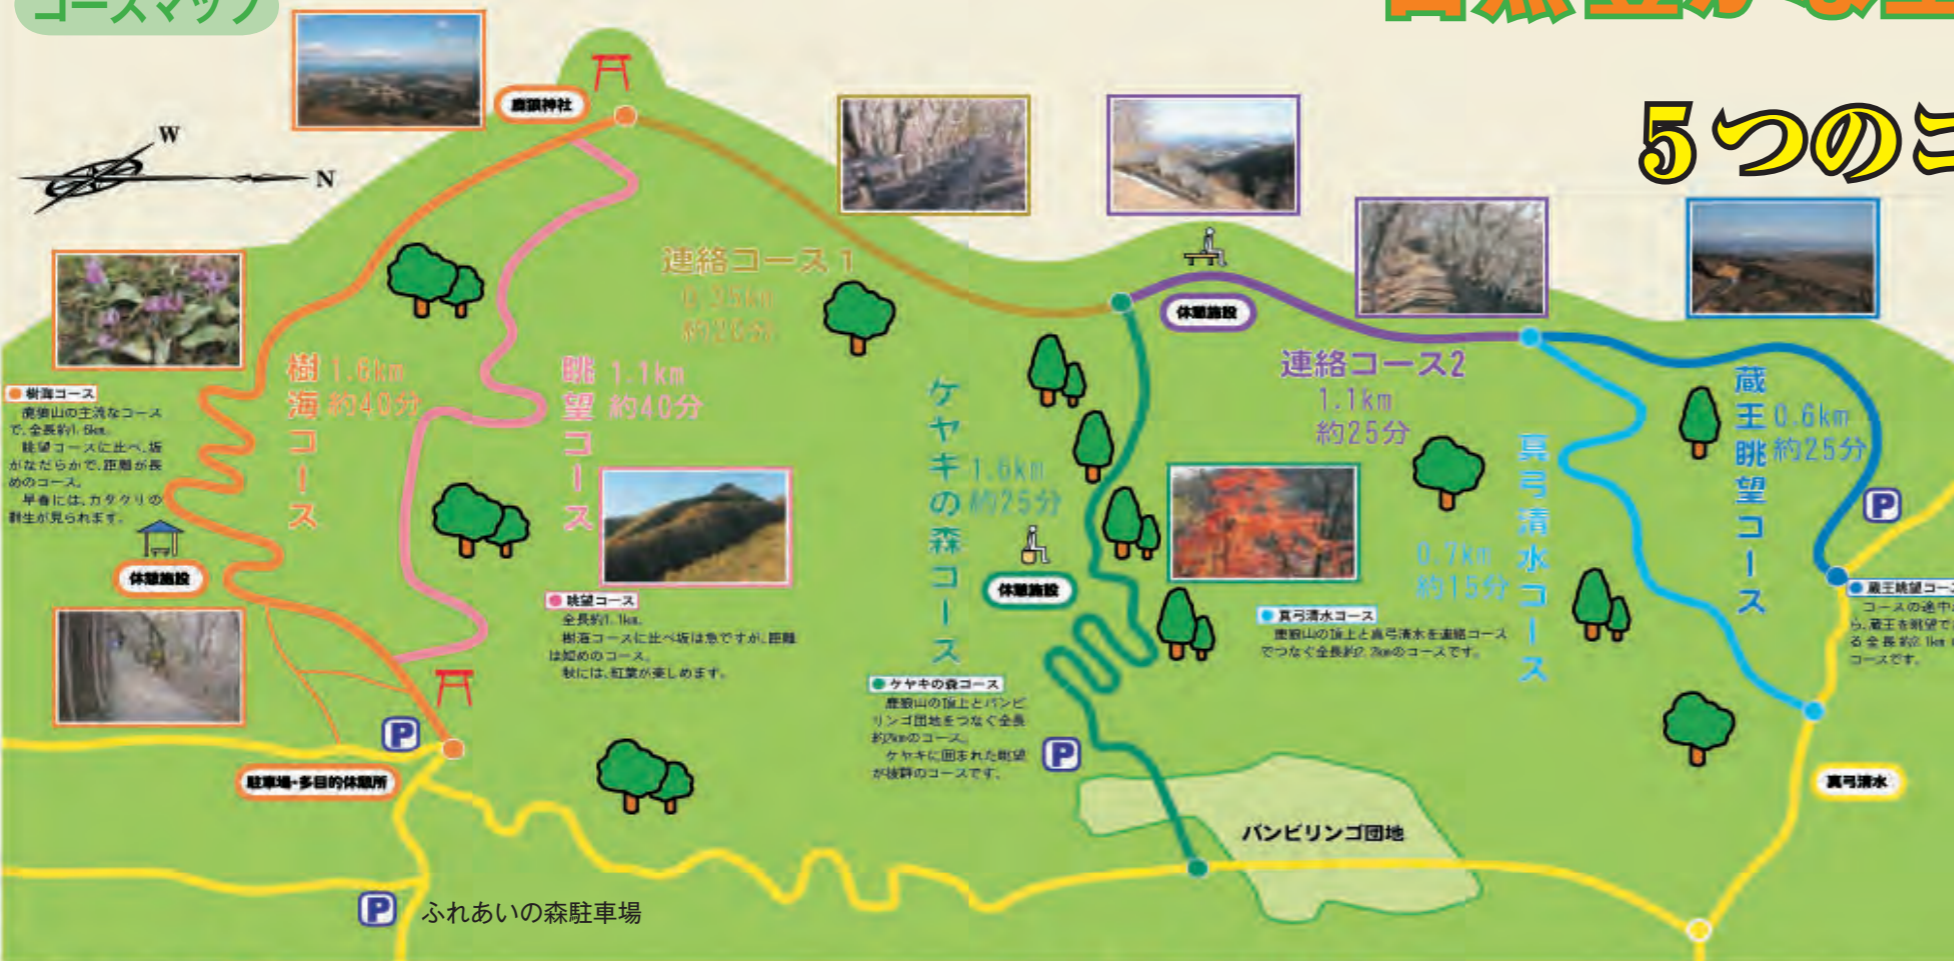 コースマップ
5つのコ
W
N
鹿狼神社
連絡コース1
約20分
休憩施設
連絡コース2
1.1km
約25分
樹海コース
1.6km
約40分
眺望コース
1.1km
約40分
ケヤキの森コース
1.6km
約25分
真弓清水コース
0.7km
約15分
蔵王眺望コース
0.6km
約25分
P
樹海コース
鹿狼山の主流なコース
で、全長約1.6km。
眺望コースに比べ、坂
がなだらかで、距離が長
めのコース。
早春には、カタクリの
群生が見られます。
休憩施設
眺望コース
全長約1.1km。
樹海コースに比べ坂は急ですが、距離
は短めのコース。
秋には、紅葉が楽しめます。
休憩施設
ケヤキの森コース
鹿狼山の頂上とバンビ
リンゴ団地をつなぐ全長
約2kmのコース。
ケヤキに囲まれた眺望
が抜群のコースです。
真弓清水コース
鹿狼山の頂上と真弓清水を連絡コース
でつなぐ全長約2.2kmのコースです。
蔵王眺望コース
コースの途中
ら、蔵王を眺望で
る全長約2.1km
コースです。
P
P
駐車場・多目的休憩所
バンビリンゴ団地
真弓清水
P
ふれあいの森駐車場